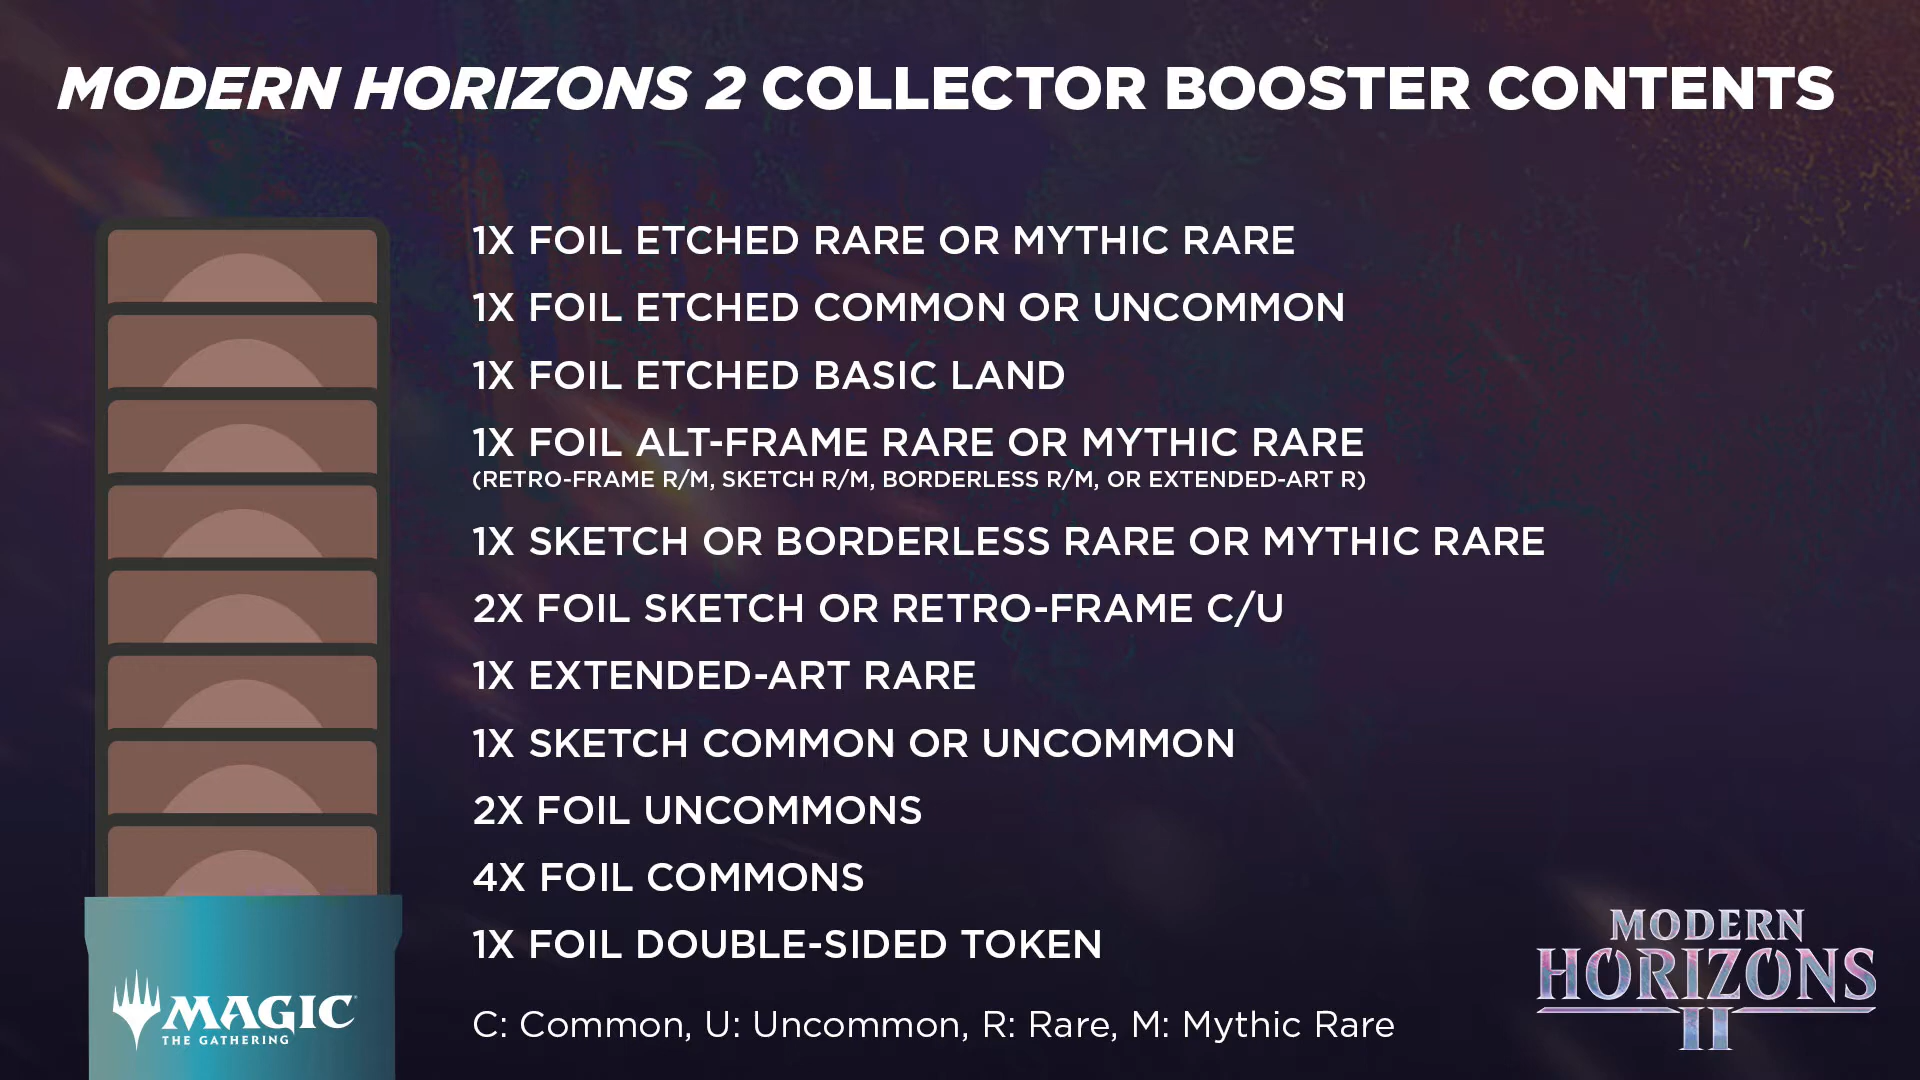 MODERN HORIZONS 2 COLLECTOR BOOSTER CONTENTS
1X FOIL ETCHED RARE OR MYTHIC RARE
1X FOIL ETCHED COMMON OR UNCOMMON
1X FOIL ETCHED BASIC LAND
1X FOIL ALT-FRAME RARE OR MYTHIC RARE
(RETRO-FRAME R/M, SKETCH R/M, BORDERLESS R/M, OR EXTENDED-ART R)
1X SKETCH OR BORDERLESS RARE OR MYTHIC RARE
2X FOIL SKETCH OR RETRO-FRAME C/U
1X EXTENDED-ART RARE
1X SKETCH COMMON OR UNCOMMON
2X FOIL UNCOMMONS
4X FOIL COMMONS
1X FOIL DOUBLE-SIDED TOKEN
C: Common, U: Uncommon, R: Rare, M: Mythic Rare
MAGIC
THE GATHERING
MODERN
HORIZONS
II